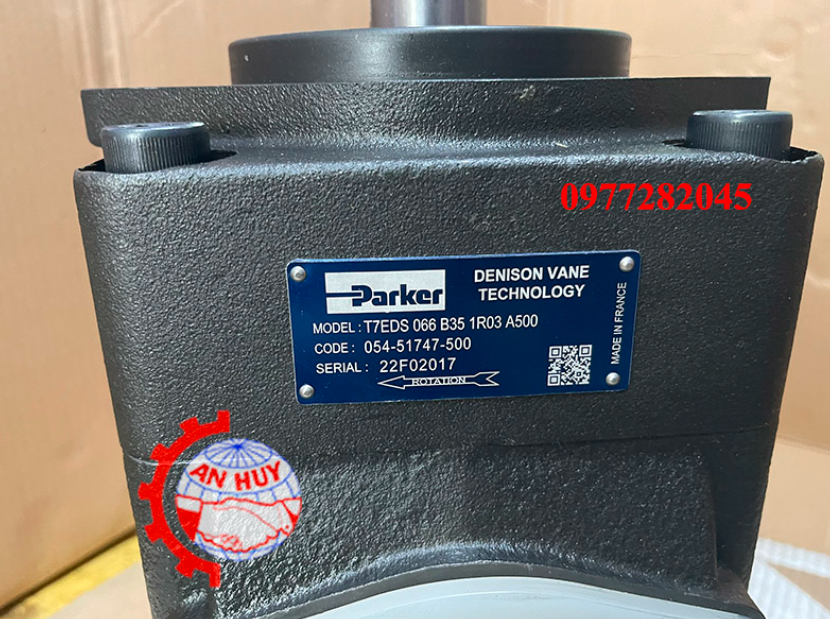 0977282045
Parker
DENISON VANE
TECHNOLOGY
MODEL : T7EDS 066 B35 1R03 A500
CODE : 054-51747-500
SERIAL : 22F02017
ROTATION
MADE IN FRANCE
AN HUY